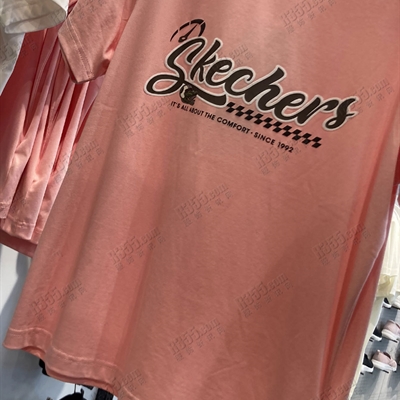 Skechers
IT'S ALL ABOUT THE COMFORT • SINCE 1992